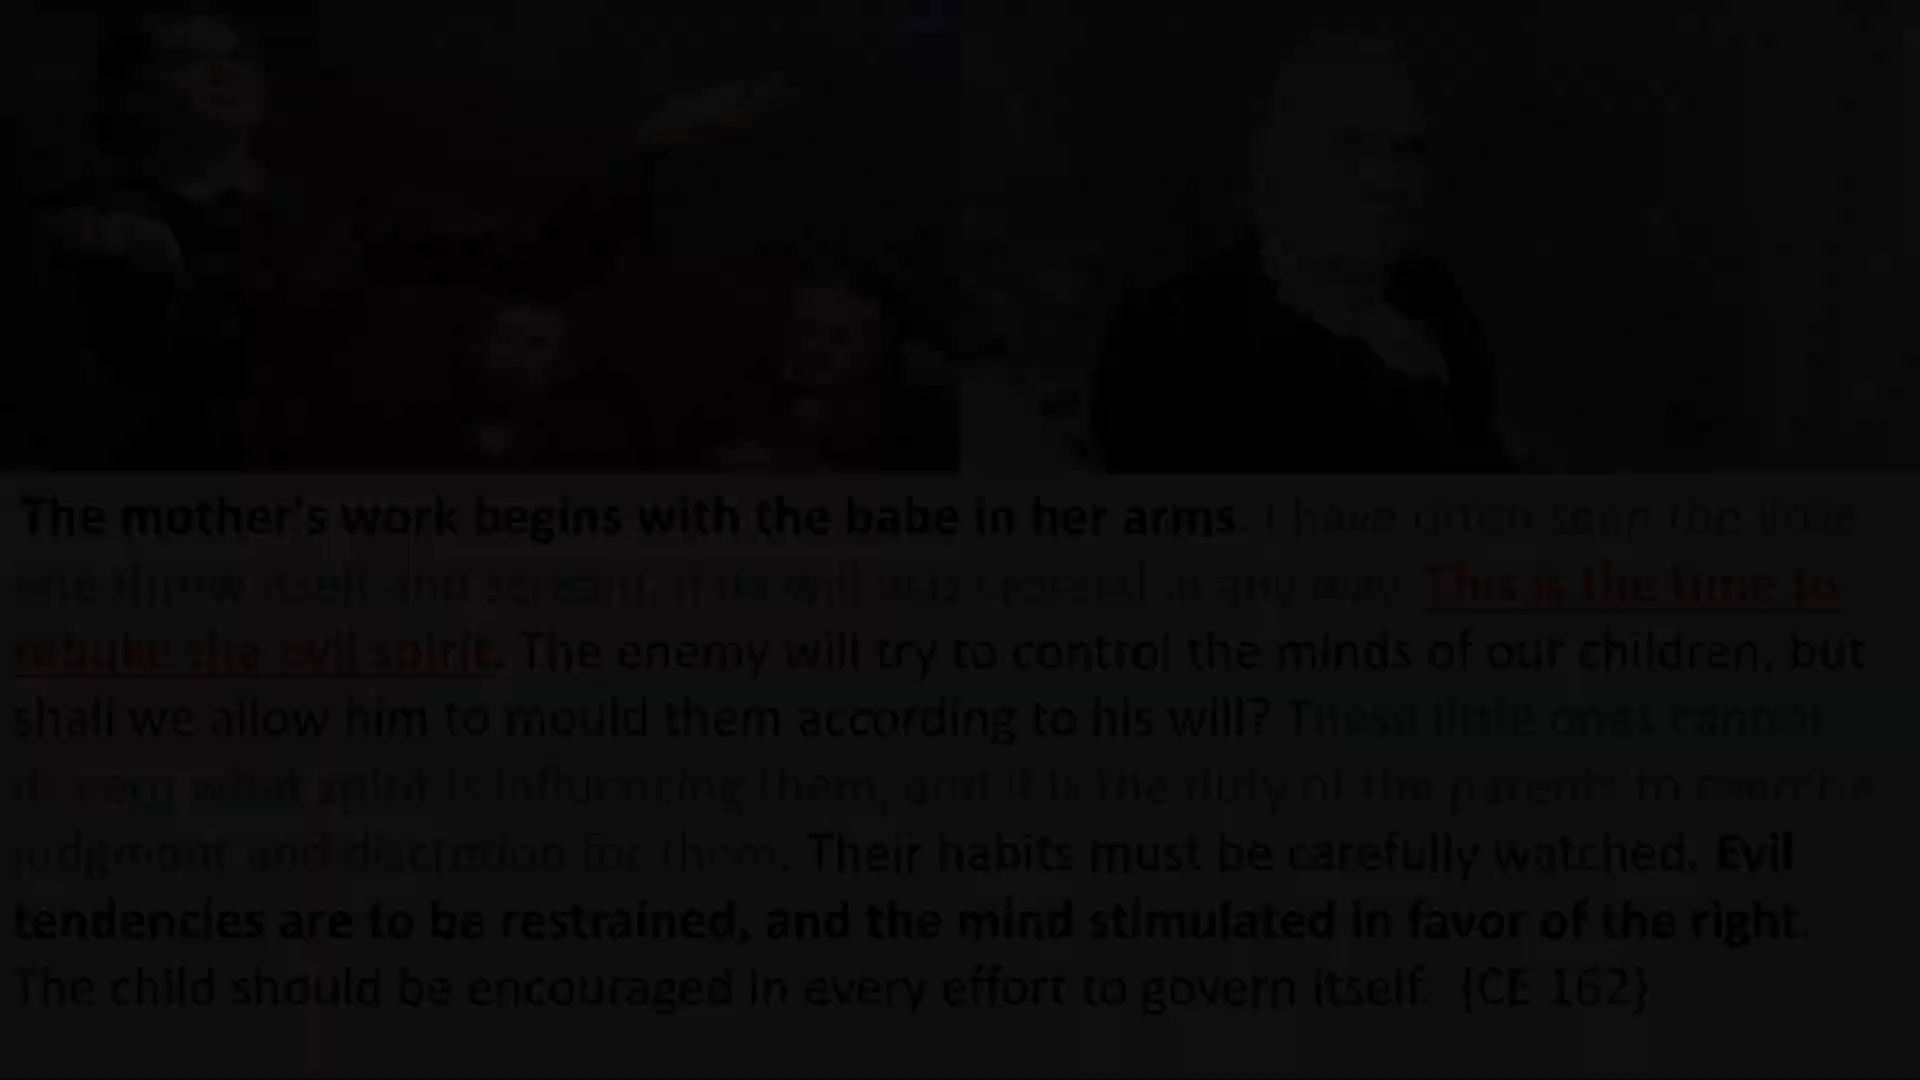 The mother's work begins with the babe in her arms. I have often seen the little
one throw itself and scream, if its will was crossed in any way. This is the time to
rebuke the evil spirit. The enemy will try to control the minds of our children, but
shall we allow him to mould them according to his will? These little ones cannot
discern what spirit is influencing them, and it is the duty of the parents to exercise
judgment and discretion for them. Their habits must be carefully watched. Evil
tendencies are to be restrained, and the mind stimulated in favor of the right.
The child should be encouraged in every effort to govern itself. {CE 162}